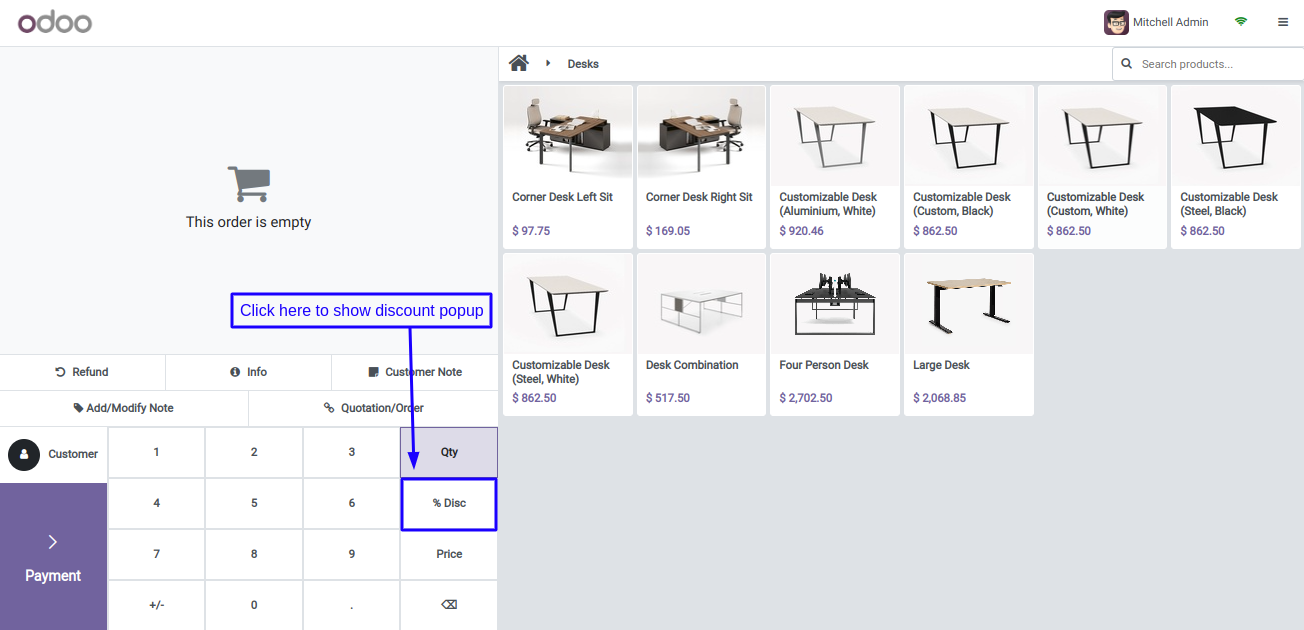 odoo
Mitchell Admin
Desks
Search products...
This order is empty
Click here to show discount popup
Refund
Info
Customer Note
Add/Modify Note
Quotation/Order
Customer
Payment
1
2
3
Qty
4
5
6
% Disc
7
8
9
Price
+/-
0
.
Corner Desk Left Sit
$ 97.75
Corner Desk Right Sit
$ 169.05
Customizable Desk
(Aluminium, White)
$ 920.46
Customizable Desk
(Custom, Black)
$ 862.50
Customizable Desk
(Custom, White)
$ 862.50
Customizable Desk
(Steel, Black)
$ 862.50
Customizable Desk
(Steel, White)
$ 862.50
Desk Combination
$ 517.50
Four Person Desk
$ 2,702.50
Large Desk
$ 2,068.85